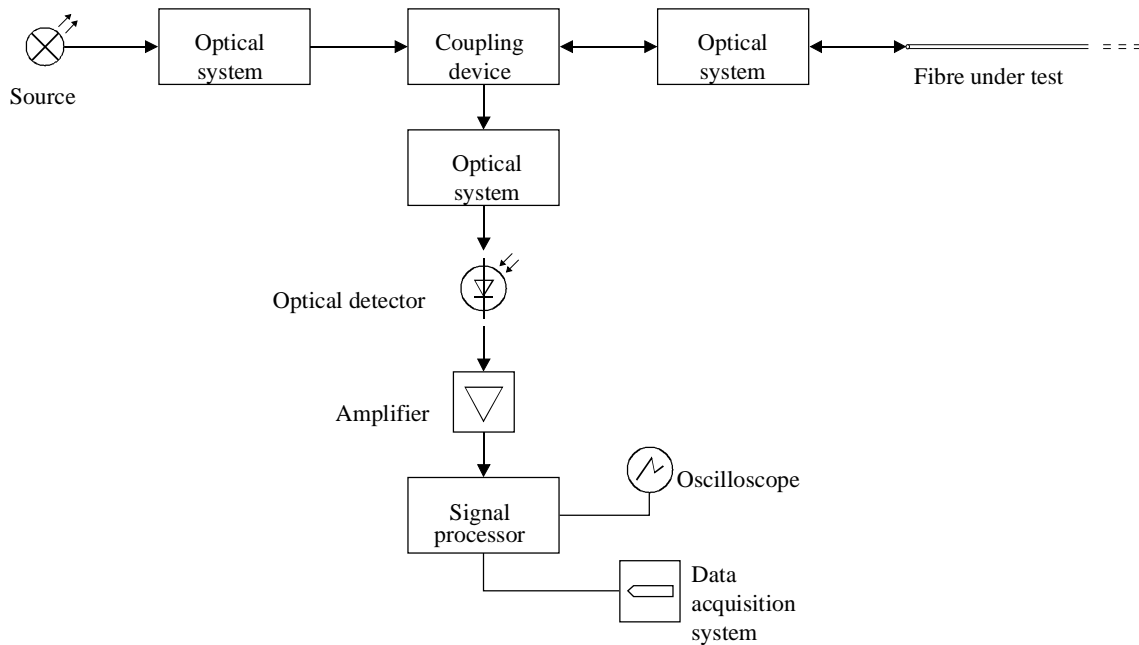 Source
Optical
system
Coupling
device
Optical
system
Fibre under test
Optical
system
Optical detector
Amplifier
Signal
processor
Oscilloscope
Data
acquisition
system